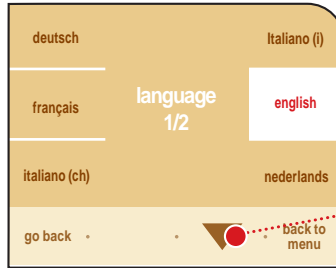 deutsch
Italiano (i)
français
language
1/2
english
italiano (ch)
nederlands
go back
back to
menu